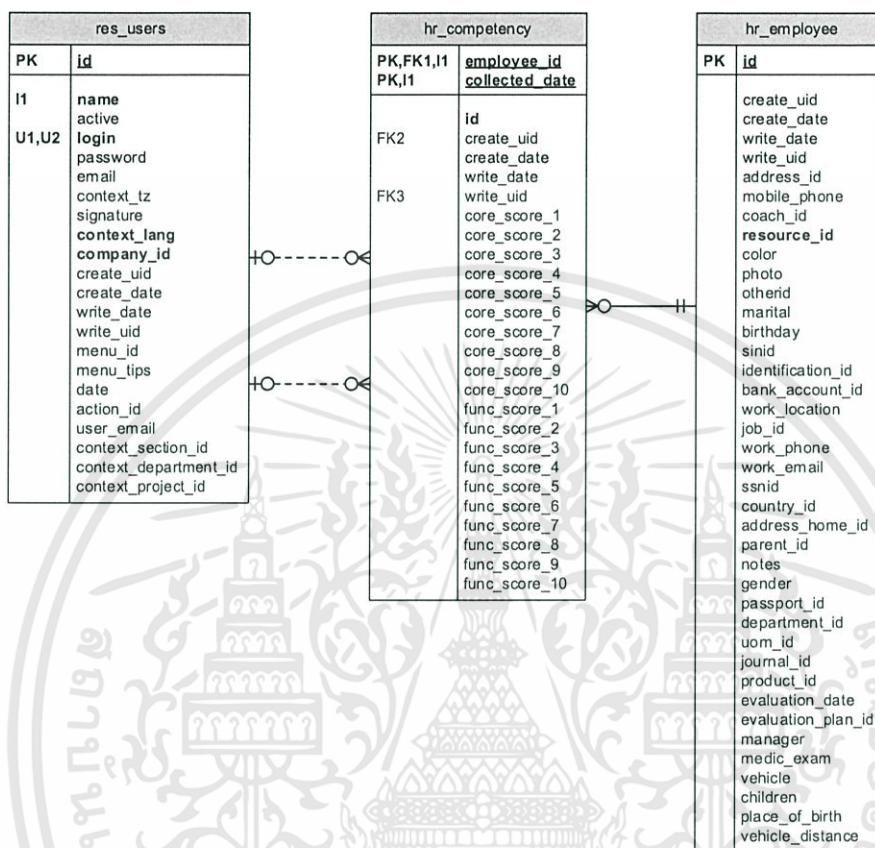 res_users
PK id
I1 name
active
U1,U2 login
password
email
context_tz
signature
context_lang
company_id
create_uid
create_date
write_date
write_uid
menu_id
menu_tips
date
action_id
user_email
context_section_id
context_department_id
context_project_id
hr_competency
PK,FK1,I1 employee_id
PK,I1 collected_date
id
FK2 create_uid
create_date
write_date
FK3 write_uid
core_score_1
core_score_2
core_score_3
core_score_4
core_score_5
core_score_6
core_score_7
core_score_8
core_score_9
core_score_10
func_score_1
func_score_2
func_score_3
func_score_4
func_score_5
func_score_6
func_score_7
func_score_8
func_score_9
func_score_10
hr_employee
PK id
create_uid
create_date
write_date
write_uid
address_id
mobile_phone
coach_id
resource_id
color
photo
otherid
marital
birthday
sinid
identification_id
bank_account_id
work_location
job_id
work_phone
work_email
ssnid
country_id
address_home_id
parent_id
notes
gender
passport_id
department_id
uom_id
journal_id
product_id
evaluation_date
evaluation_plan_id
manager
medic_exam
vehicle
children
place_of_birth
vehicle_distance